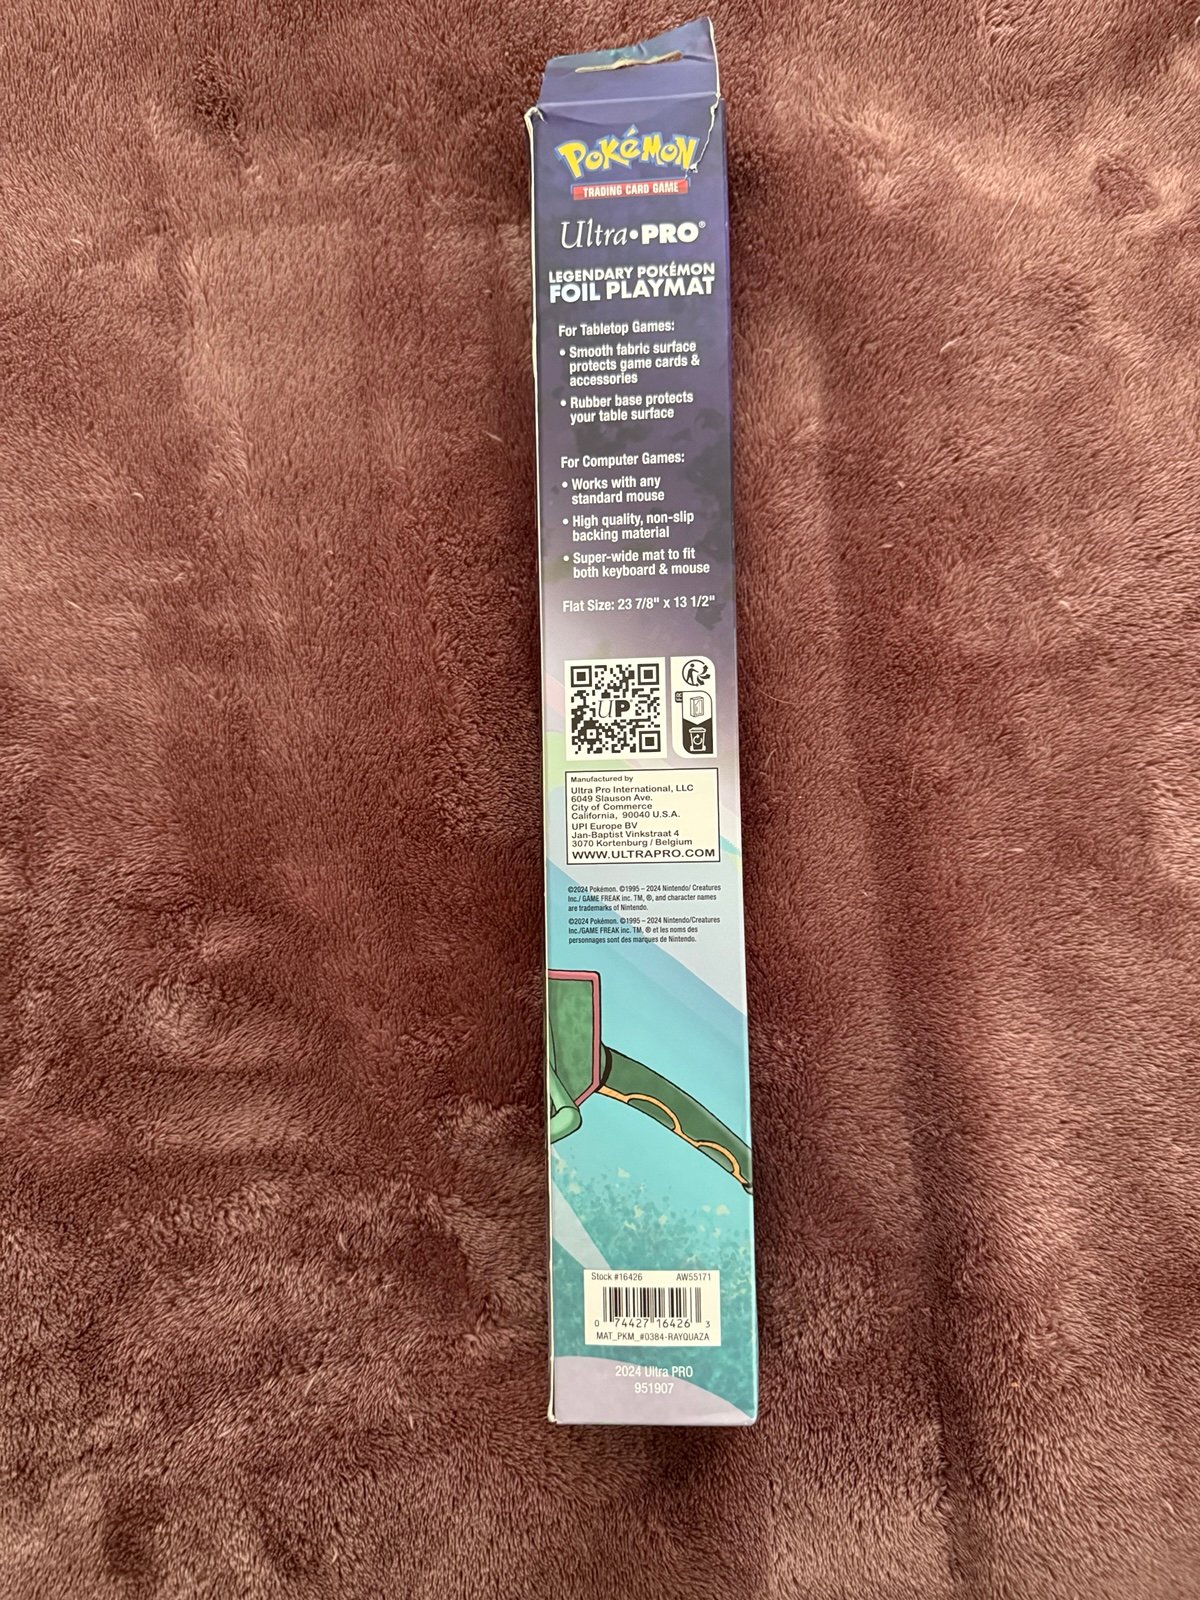 POKéMON
TRADING CARD GAME
Ultra•PRO®
LEGENDARY POKÉMON
FOIL PLAYMAT
For Tabletop Games:
• Smooth fabric surface
protects game cards &
accessories
• Rubber base protects
your table surface
For Computer Games:
• Works with any
standard mouse
• High quality, non-slip
backing material
• Super-wide mat to fit
both keyboard & mouse
Flat Size: 23 7/8" x 13 1/2"
UP
FR
Manufactured by
Ultra Pro International, LLC
6049 Slauson Ave.
City of Commerce
California, 90040 U.S.A.
UPI Europe BV
Jan-Baptist Vinkstraat 4
3070 Kortenburg / Belgium
WWW.ULTRAPRO.COM
©2024 Pokémon. ©1995 – 2024 Nintendo/ Creatures
Inc./ GAME FREAK inc. TM, ®, and character names
are trademarks of Nintendo.
©2024 Pokémon. ©1995 – 2024 Nintendo/Creatures
Inc./GAME FREAK inc. TM, ® et les noms des
personnages sont des marques de Nintendo.
Stock #16426 AW55171
0 74427 16426 3
MAT_PKM_#0384-RAYQUAZA
2024 Ultra PRO
951907